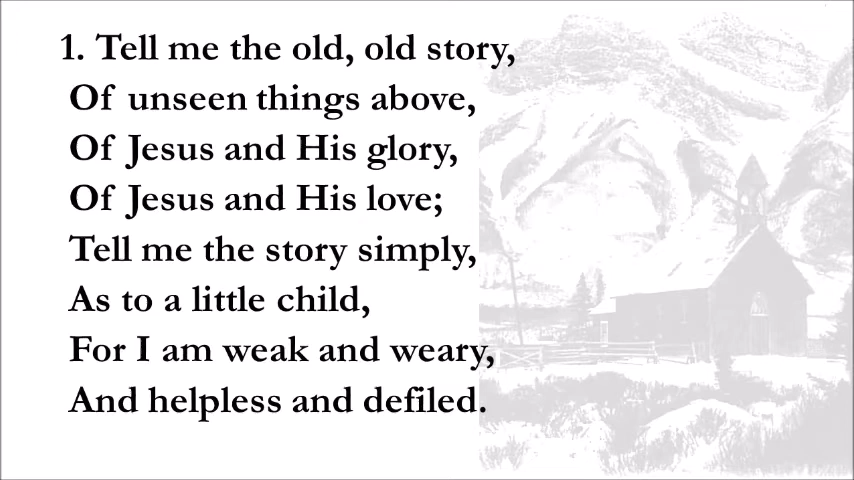 1. Tell me the old, old story,
Of unseen things above,
Of Jesus and His glory,
Of Jesus and His love;
Tell me the story simply,
As to a little child,
For I am weak and weary,
And helpless and defiled.